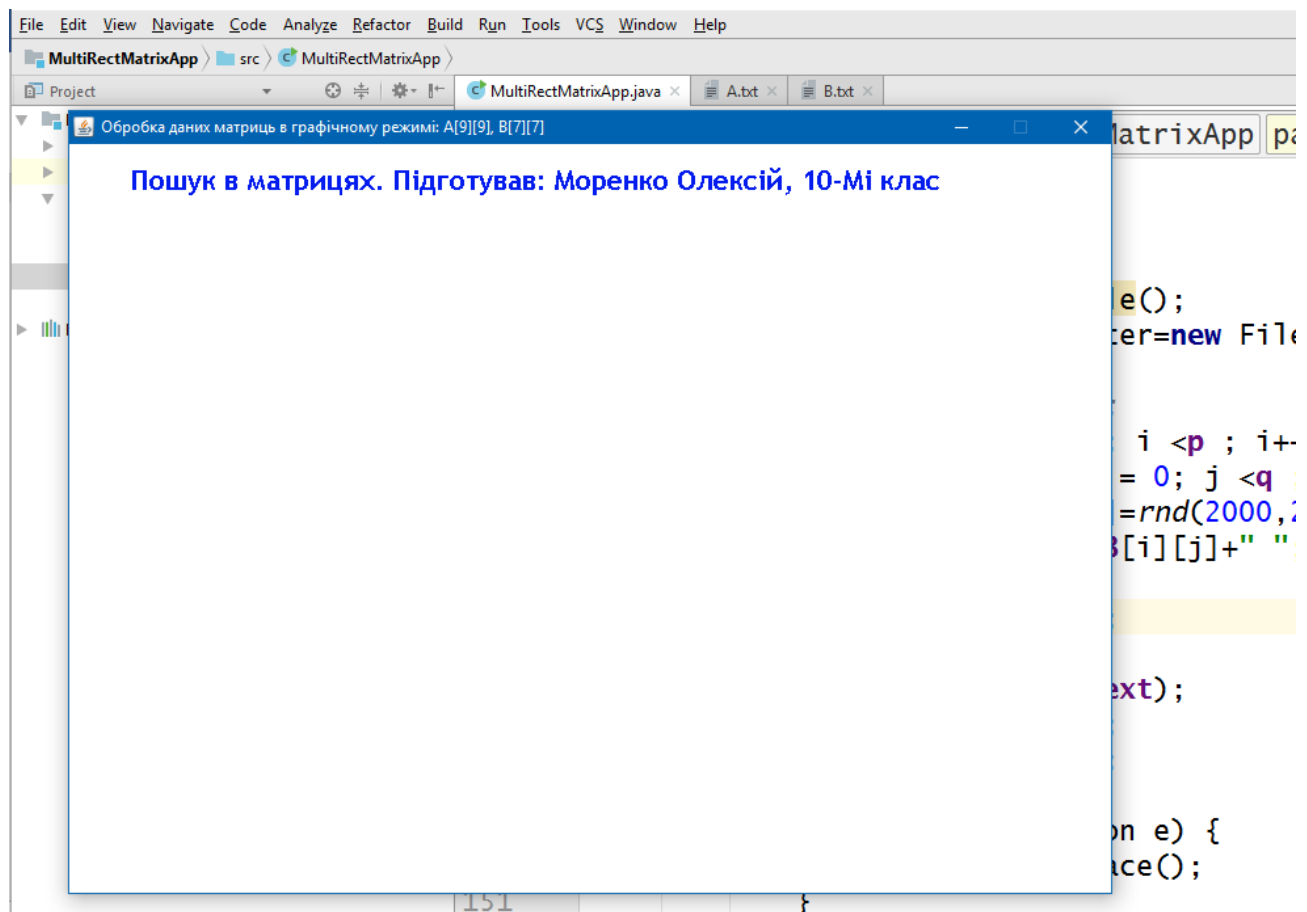 File Edit View Navigate Code Analyze Refactor Build Run Tools VCS Window Help
MultiRectMatrixApp src MultiRectMatrixApp
Project MultiRectMatrixApp.java A.txt B.txt
Обробка даних матриць в графічному режимі: A[9][9], B[7][7]
MatrixApp pa
Пошук в матрицях. Підготував: Моренко Олексій, 10-Мі клас
e();
ter=new File
i <p ; i+
= 0; j <q
]=rnd(2000,2
B[i][j]+" "
ext);
on e) {
ace();
151 }